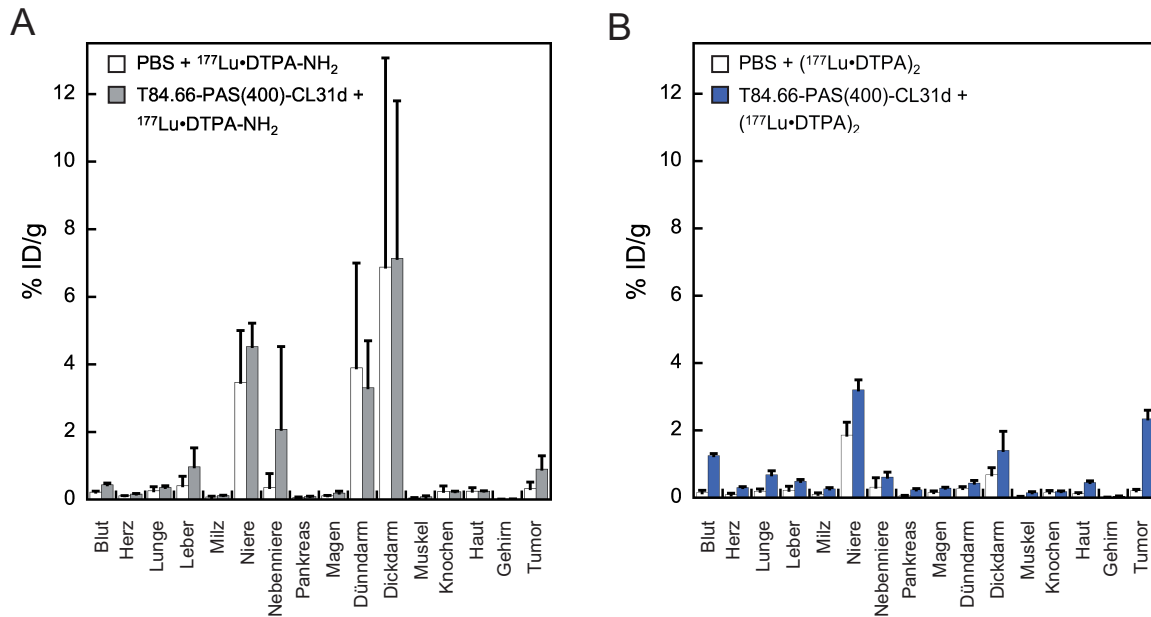 A
PBS + ¹⁷⁷Lu•DTPA-NH₂
T84.66-PAS(400)-CL31d +
¹⁷⁷Lu•DTPA-NH₂
% ID/g
12
10
8
6
4
2
0
Blut
Herz
Lunge
Leber
Milz
Niere
Nebenniere
Pankreas
Magen
Dünndarm
Dickdarm
Muskel
Knochen
Haut
Gehirn
Tumor
B
PBS + (¹⁷⁷Lu•DTPA)₂
T84.66-PAS(400)-CL31d +
(¹⁷⁷Lu•DTPA)₂
% ID/g
12
10
8
6
4
2
0
Blut
Herz
Lunge
Leber
Milz
Niere
Nebenniere
Pankreas
Magen
Dünndarm
Dickdarm
Muskel
Knochen
Haut
Gehirn
Tumor